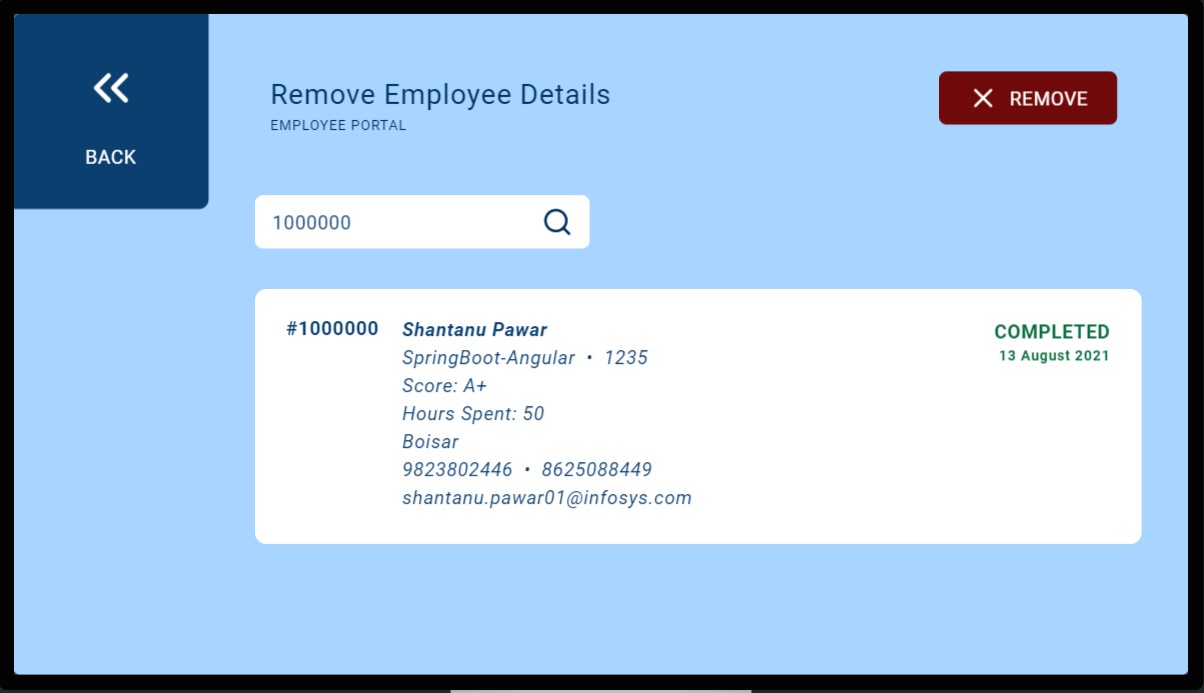 BACK
Remove Employee Details
EMPLOYEE PORTAL
REMOVE
1000000
#1000000
Shantanu Pawar
SpringBoot-Angular • 1235
Score: A+
Hours Spent: 50
Boisar
9823802446 • 8625088449
shantanu.pawar01@infosys.com
COMPLETED
13 August 2021